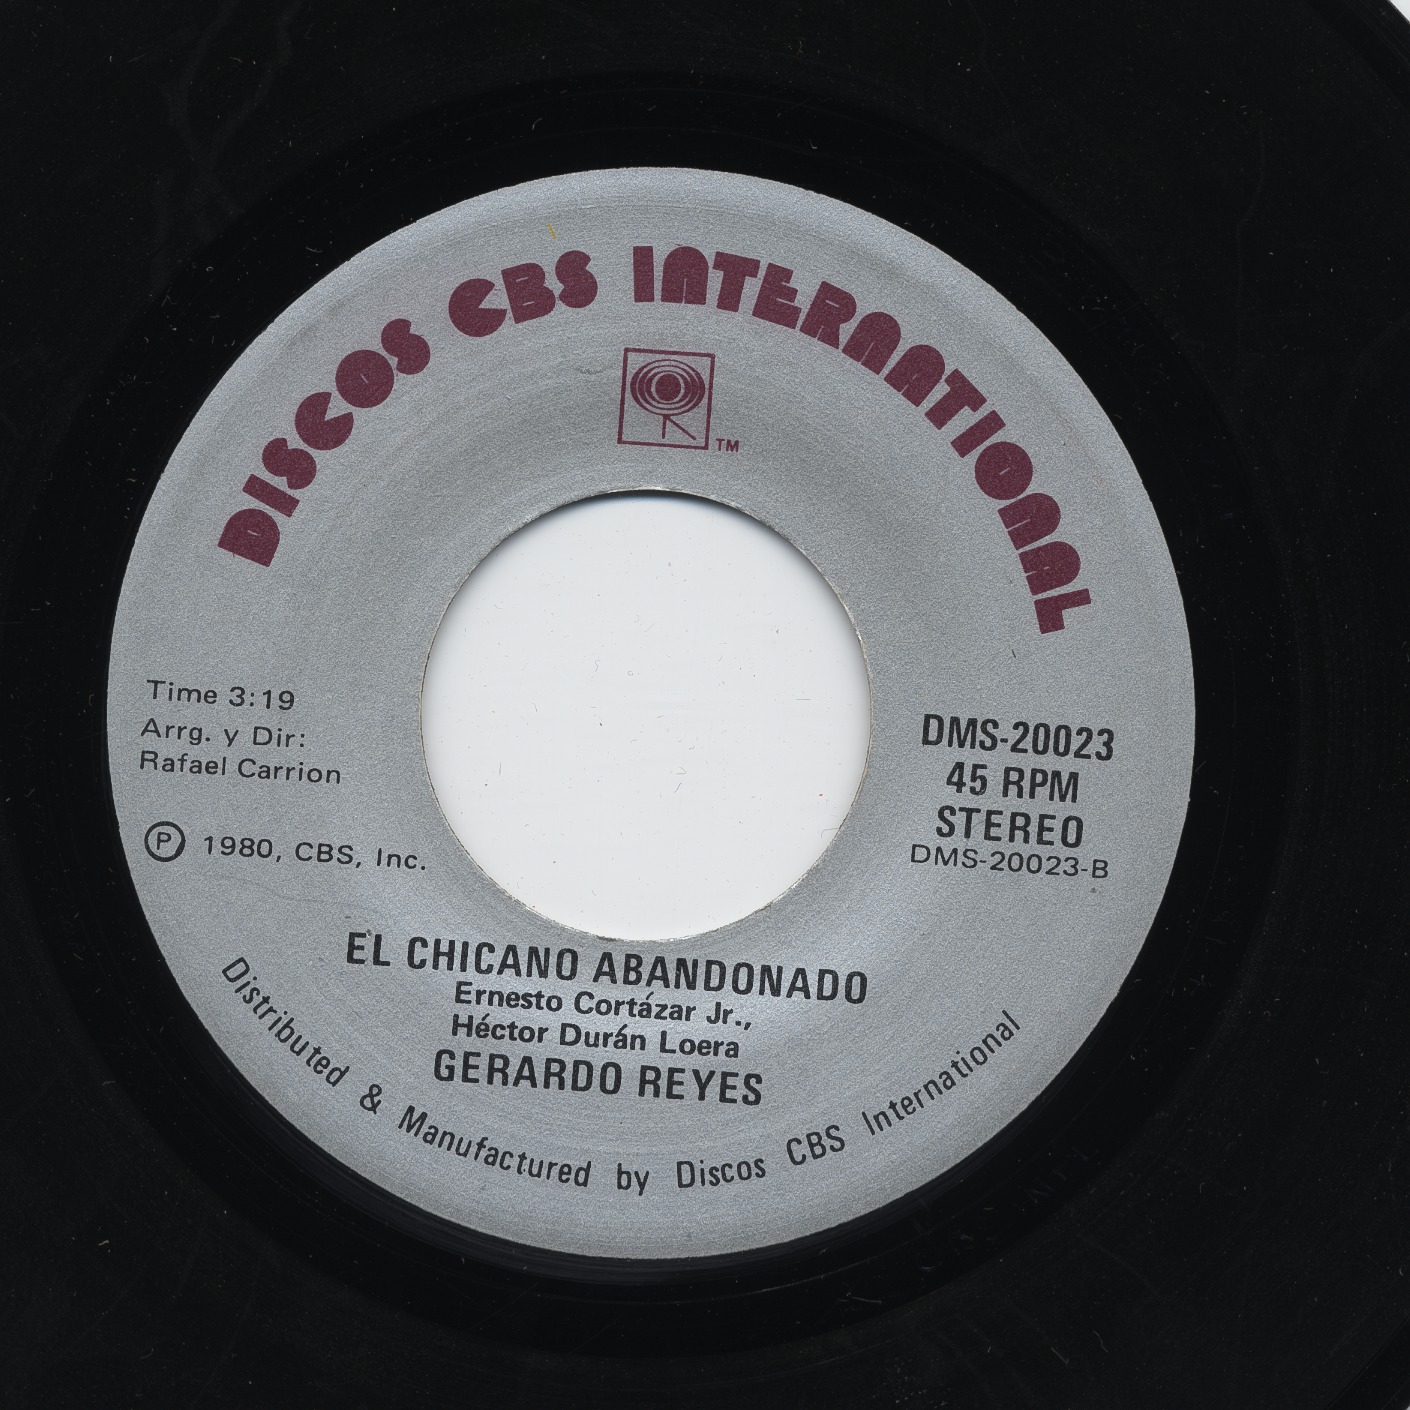 DISCOS CBS INTERNATIONAL
TM
Time 3:19
Arrg. y Dir:
Rafael Carrion
Ⓟ 1980, CBS, Inc.
DMS-20023
45 RPM
STEREO
DMS-20023-B
EL CHICANO ABANDONADO
Ernesto Cortázar Jr.,
Héctor Durán Loera
GERARDO REYES
Distributed & Manufactured by Discos CBS International